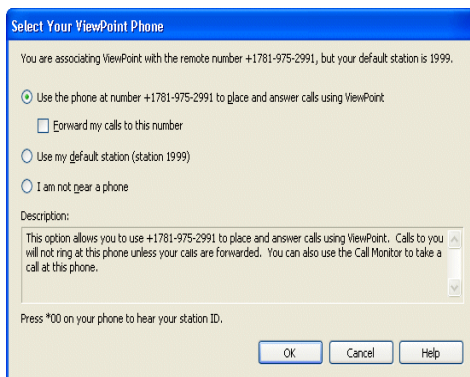 Select Your ViewPoint Phone
You are associating ViewPoint with the remote number +1781-975-2991, but your default station is 1999.
Use the phone at number +1781-975-2991 to place and answer calls using ViewPoint
Forward my calls to this number
Use my default station (station 1999)
I am not near a phone
Description:
This option allows you to use +1781-975-2991 to place and answer calls using ViewPoint. Calls to you
will not ring at this phone unless your calls are forwarded. You can also use the Call Monitor to take a
call at this phone.
Press *00 on your phone to hear your station ID.
OK Cancel Help